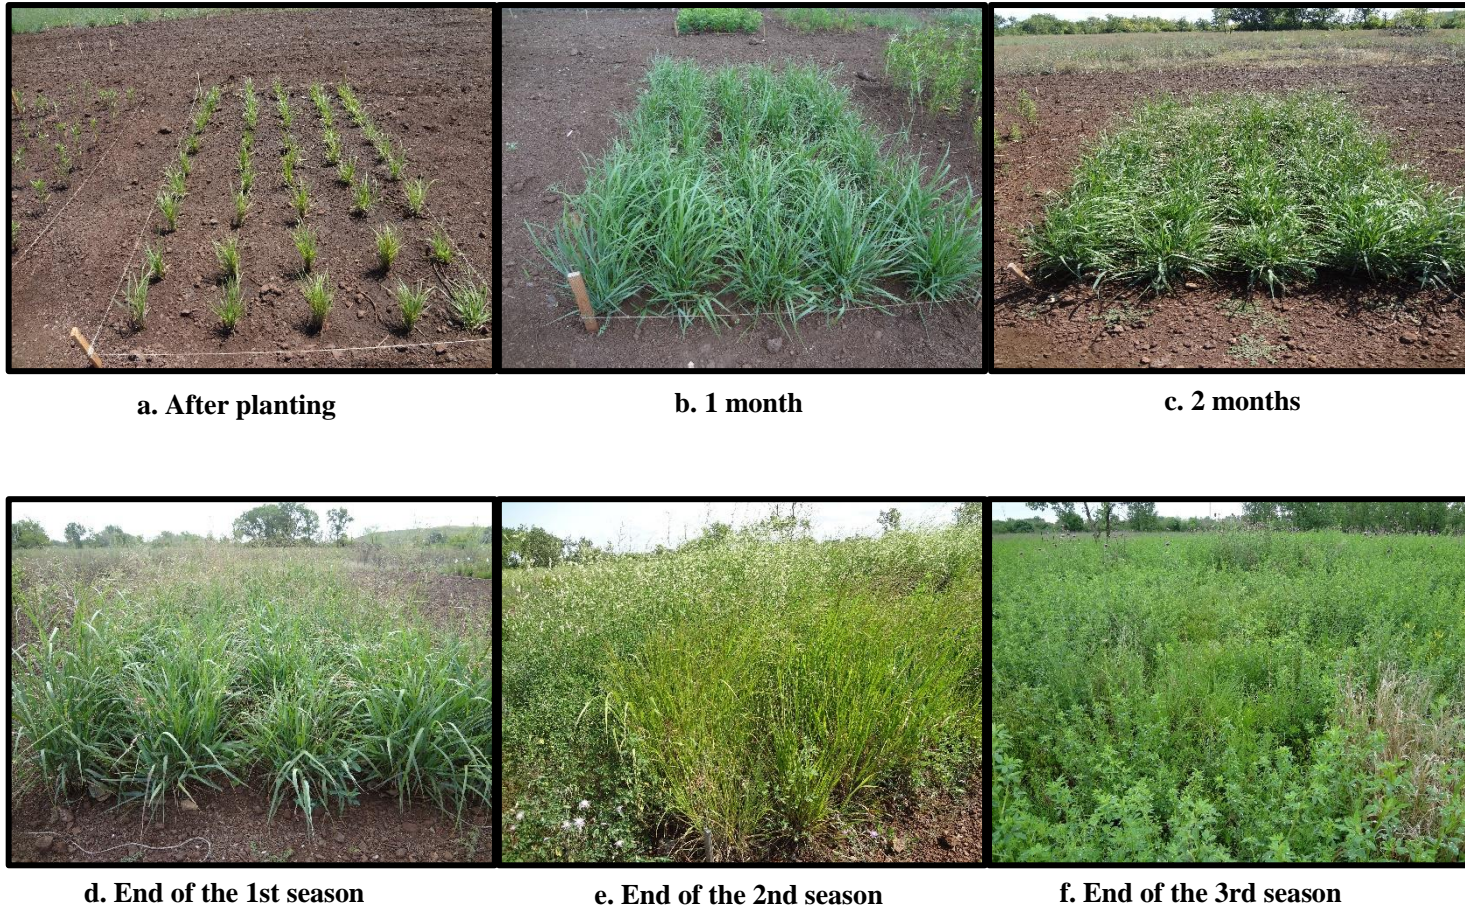 a. After planting
b. 1 month
c. 2 months
d. End of the 1st season
e. End of the 2nd season
f. End of the 3rd season